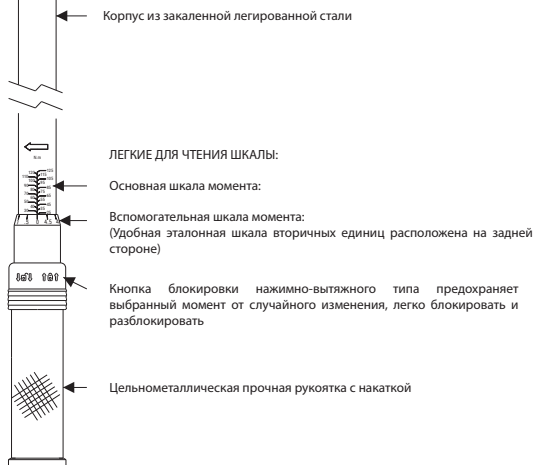 Корпус из закаленной легированной стали
N.m
ЛЕГКИЕ ДЛЯ ЧТЕНИЯ ШКАЛЫ:
Основная шкала момента:
Вспомогательная шкала момента:
(Удобная эталонная шкала вторичных единиц расположена на задней
стороне)
Кнопка блокировки нажимно-вытяжного типа предохраняет
выбранный момент от случайного изменения, легко блокировать и
разблокировать
Цельнометаллическая прочная рукоятка с накаткой